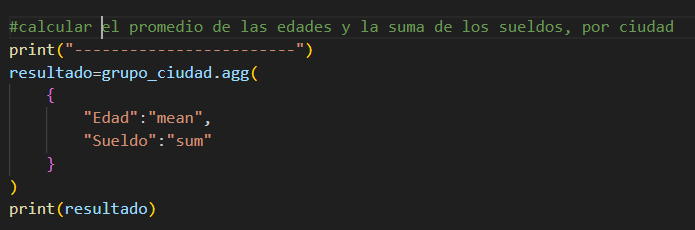 #calcular el promedio de las edades y la suma de los sueldos, por ciudad
print("------------------------")
resultado=grupo_ciudad.agg(
    {
        "Edad":"mean",
        "Sueldo":"sum"
    }
)
print(resultado)